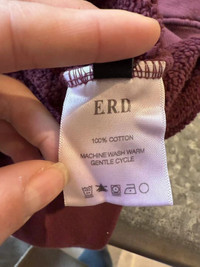 ERD
100% COTTON
MACHINE WASH WARM
GENTLE CYCLE